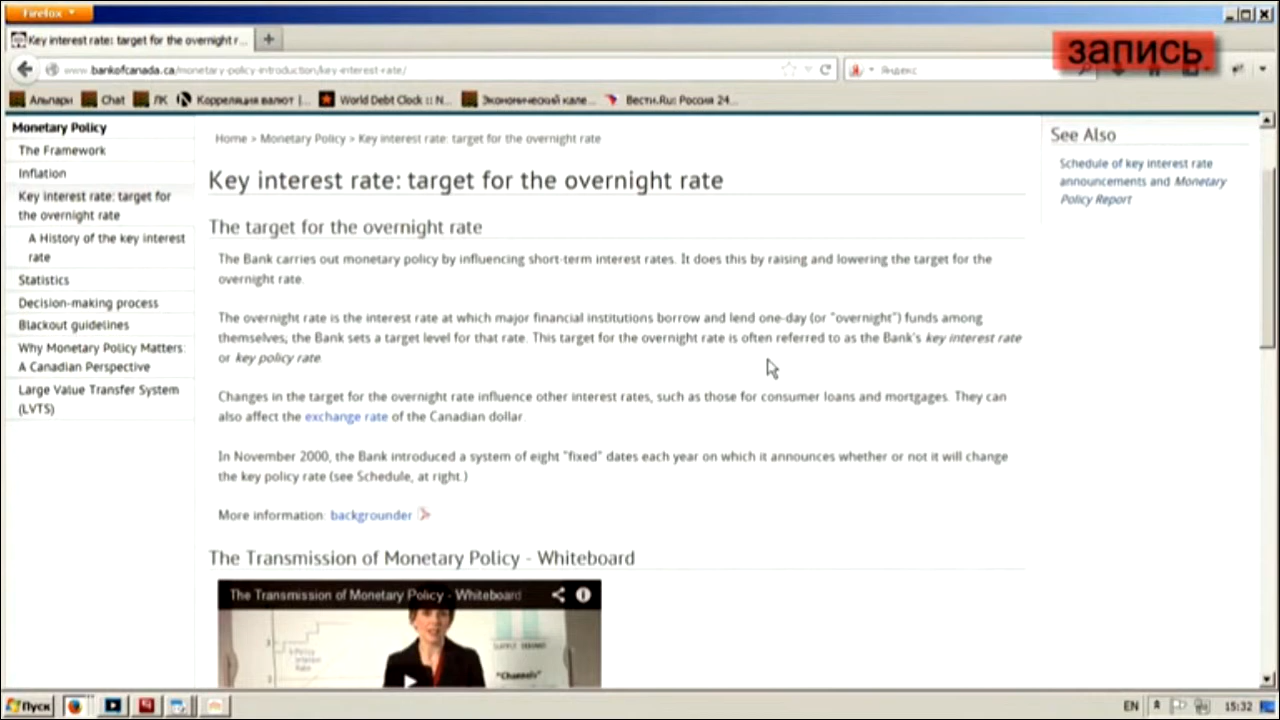 Firefox
Key interest rate: target for the overnight r...
запись
www.bankofcanada.ca/monetary-policy-introduction/key-interest-rate/
Яндекс
Альпари Chat ЛК Корреляция валют |... World Debt Clock :: N... Экономический кале... Вести.Ru: Россия 24...
Monetary Policy
The Framework
Inflation
Key interest rate: target for
the overnight rate
A History of the key interest
rate
Statistics
Decision-making process
Blackout guidelines
Why Monetary Policy Matters:
A Canadian Perspective
Large Value Transfer System
(LVTS)
Home > Monetary Policy > Key interest rate: target for the overnight rate
Key interest rate: target for the overnight rate
The target for the overnight rate
The Bank carries out monetary policy by influencing short-term interest rates. It does this by raising and lowering the target for the
overnight rate.
The overnight rate is the interest rate at which major financial institutions borrow and lend one-day (or "overnight") funds among
themselves; the Bank sets a target level for that rate. This target for the overnight rate is often referred to as the Bank's key interest rate
or key policy rate.
Changes in the target for the overnight rate influence other interest rates, such as those for consumer loans and mortgages. They can
also affect the exchange rate of the Canadian dollar.
In November 2000, the Bank introduced a system of eight "fixed" dates each year on which it announces whether or not it will change
the key policy rate (see Schedule, at right.)
More information: backgrounder
The Transmission of Monetary Policy - Whiteboard
The Transmission of Monetary Policy - Whiteboard
Policy
Interest
Rate
"Channels"
See Also
Schedule of key interest rate
announcements and Monetary
Policy Report
Пуск
EN
15:32